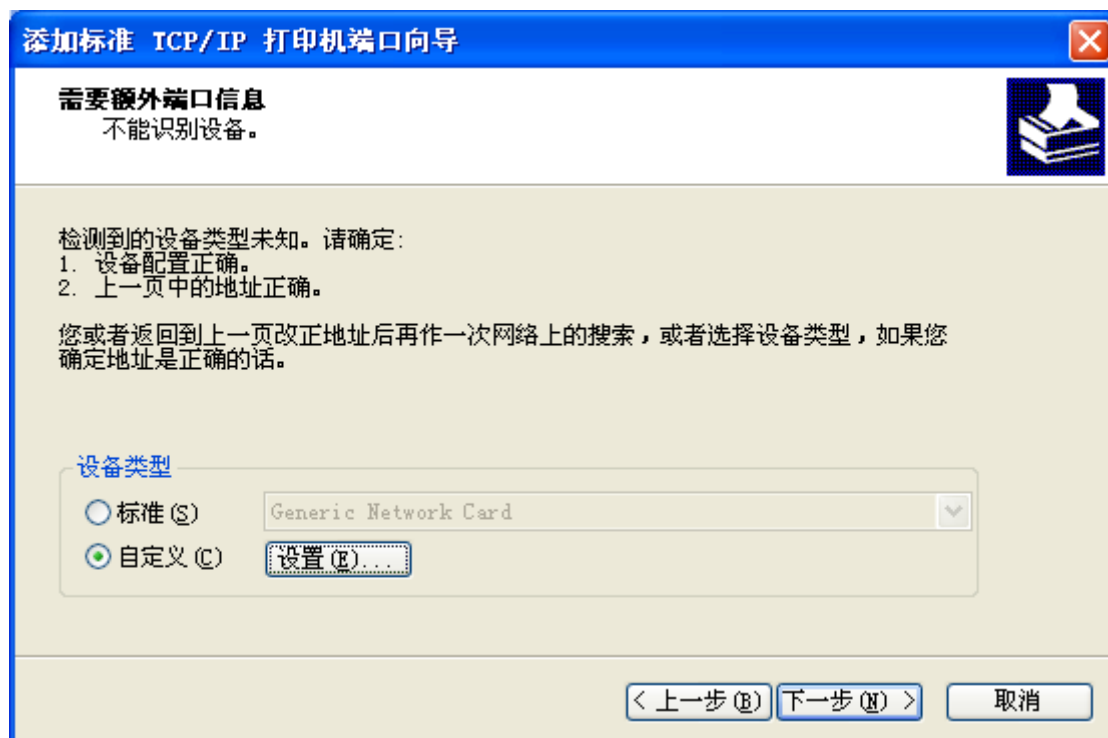 添加标准 TCP/IP 打印机端口向导
需要额外端口信息
不能识别设备。
检测到的设备类型未知。请确定:
1. 设备配置正确。
2. 上一页中的地址正确。
您或者返回到上一页改正地址后再作一次网络上的搜索,或者选择设备类型,如果您
确定地址是正确的话。
设备类型
标准(S) Generic Network Card
自定义(C) 设置(E)...
< 上一步(B) 下一步(N) > 取消